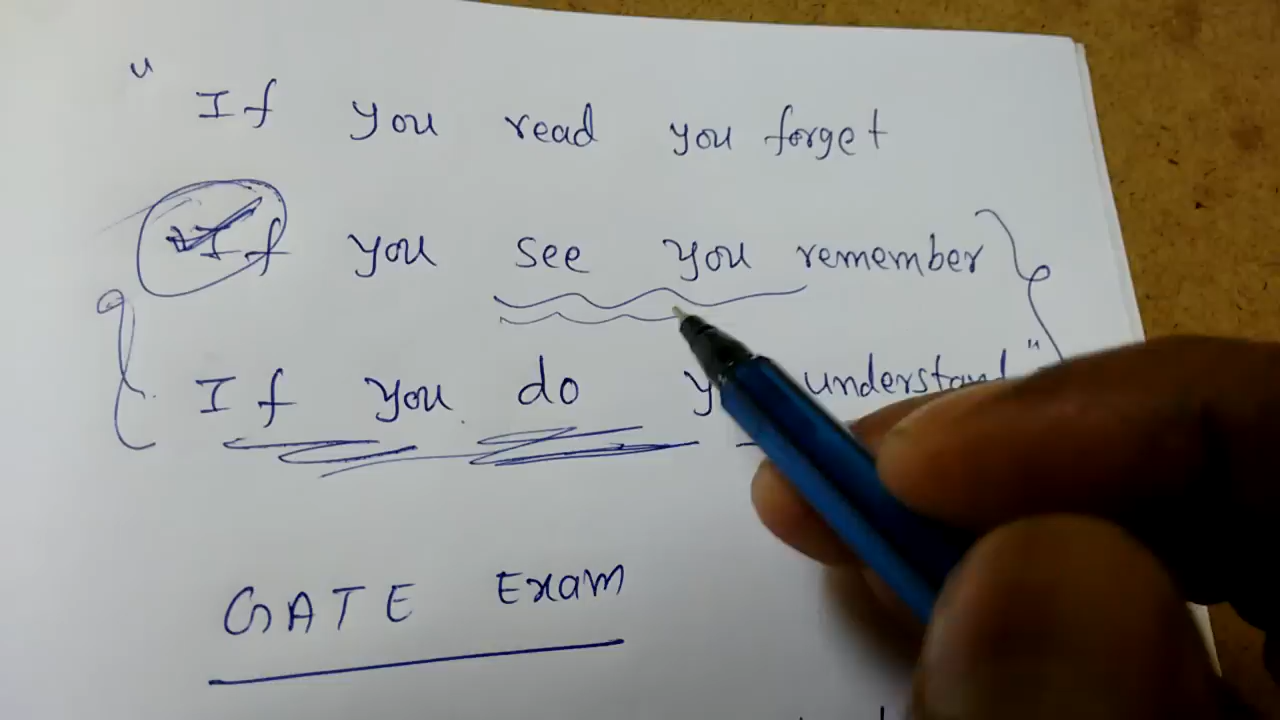 " If you read you forget
If you see you remember
If you do understand"
GATE Exam